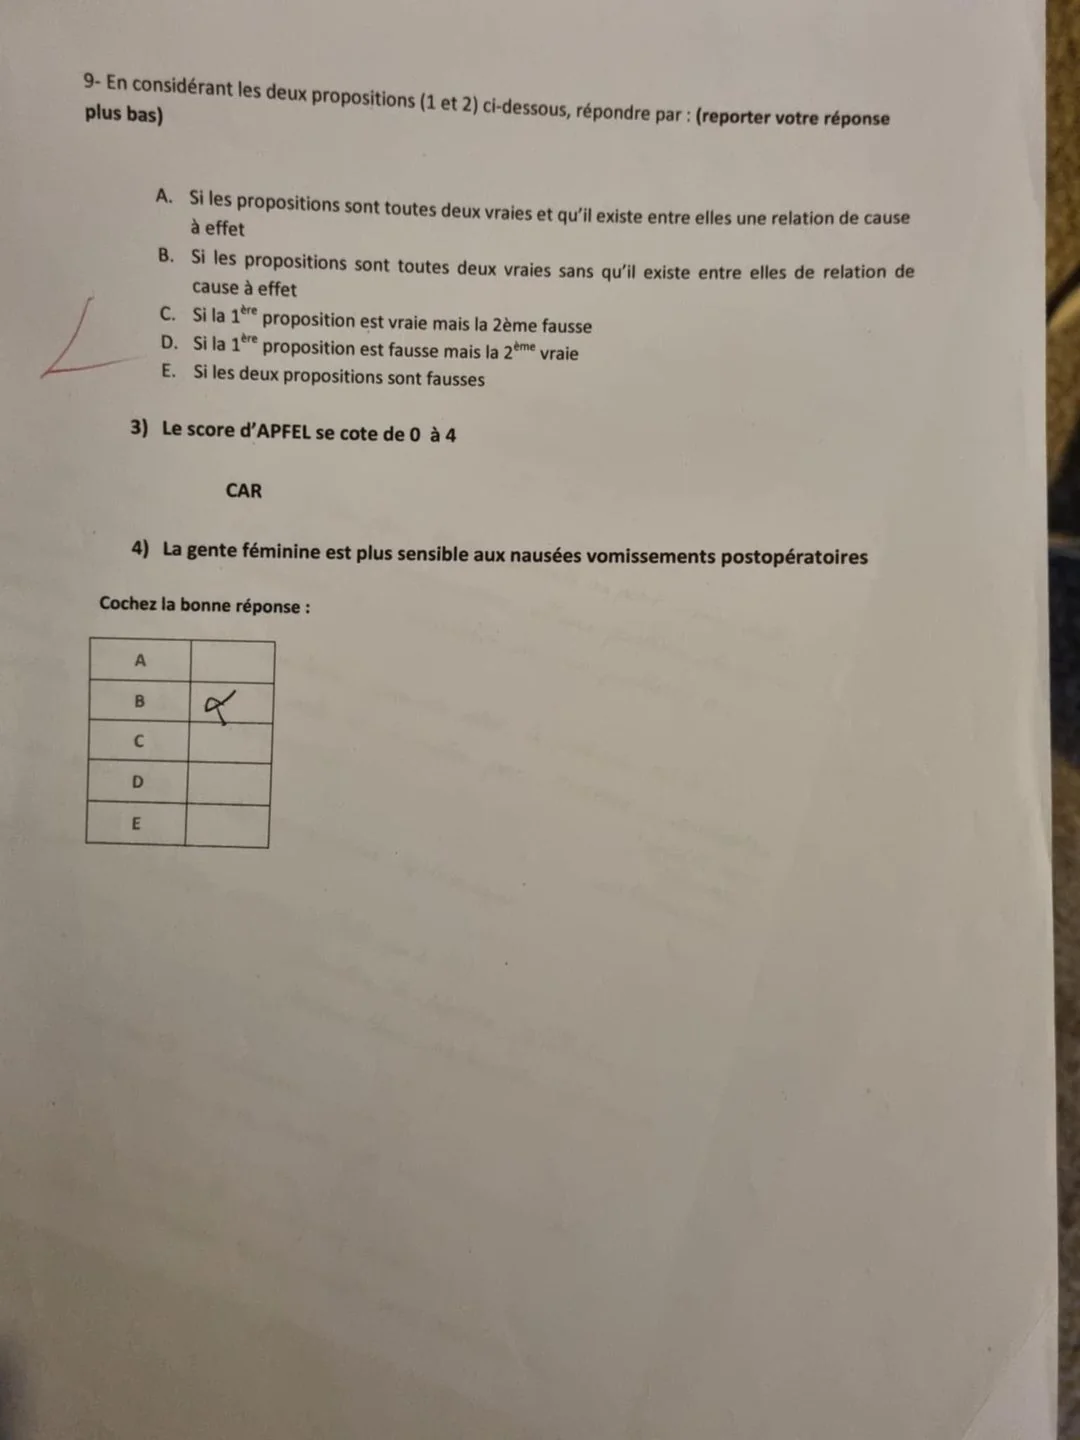 9- En considérant les deux propositions (1 et 2) ci-dessous, répondre par : (reporter votre réponse
plus bas)
A. Si les propositions sont toutes deux vraies et qu'il existe entre elles une relation de cause
à effet
B. Si les propositions sont toutes deux vraies sans qu'il existe entre elles de relation de
cause à effet
C. Si la 1ère proposition est vraie mais la 2ème fausse
D. Si la 1ère proposition est fausse mais la 2ème vraie
E. Si les deux propositions sont fausses
3) Le score d'APFEL se cote de 0 à 4
CAR
4) La gente féminine est plus sensible aux nausées vomissements postopératoires
Cochez la bonne réponse :
A
B
C
D
E